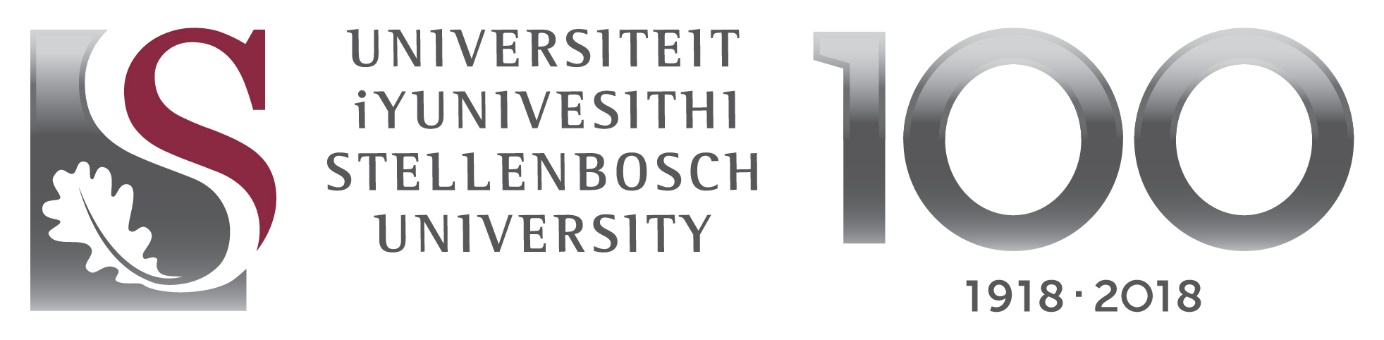 S
UNIVERSITEIT
iYUNIVESITHI
STELLENBOSCH
UNIVERSITY
100
1918 · 2018